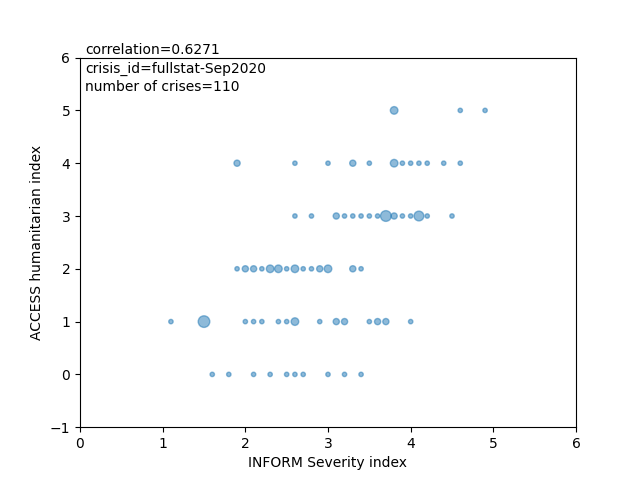 correlation=0.6271
crisis_id=fullstat-Sep2020
number of crises=110
6
5
4
3
2
1
0
−1
ACCESS humanitarian index
0 1 2 3 4 5 6
INFORM Severity index